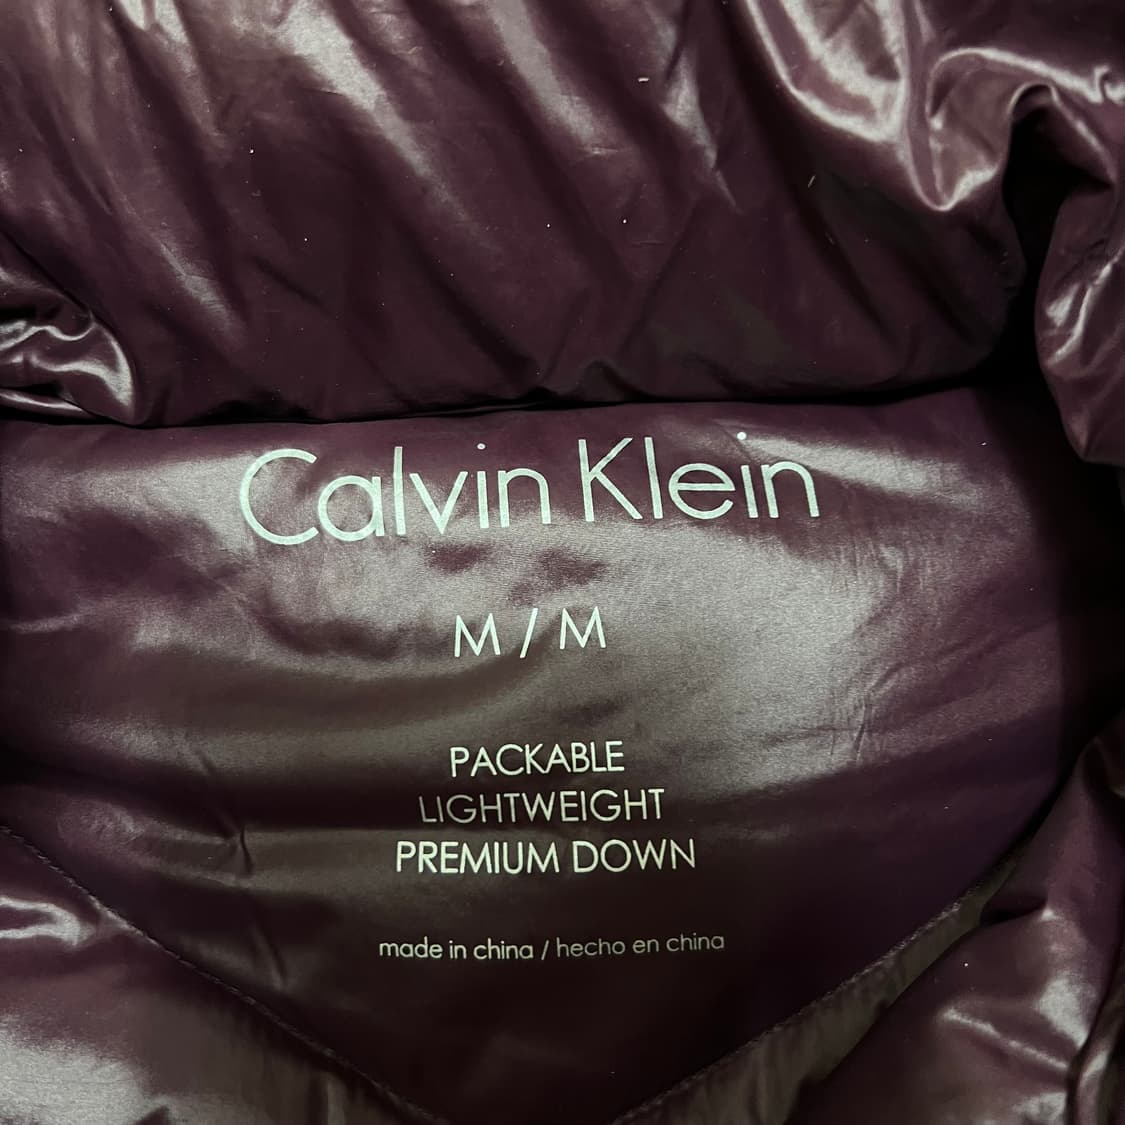 Calvin Klein
M / M
PACKABLE
LIGHTWEIGHT
PREMIUM DOWN
made in china / hecho en china